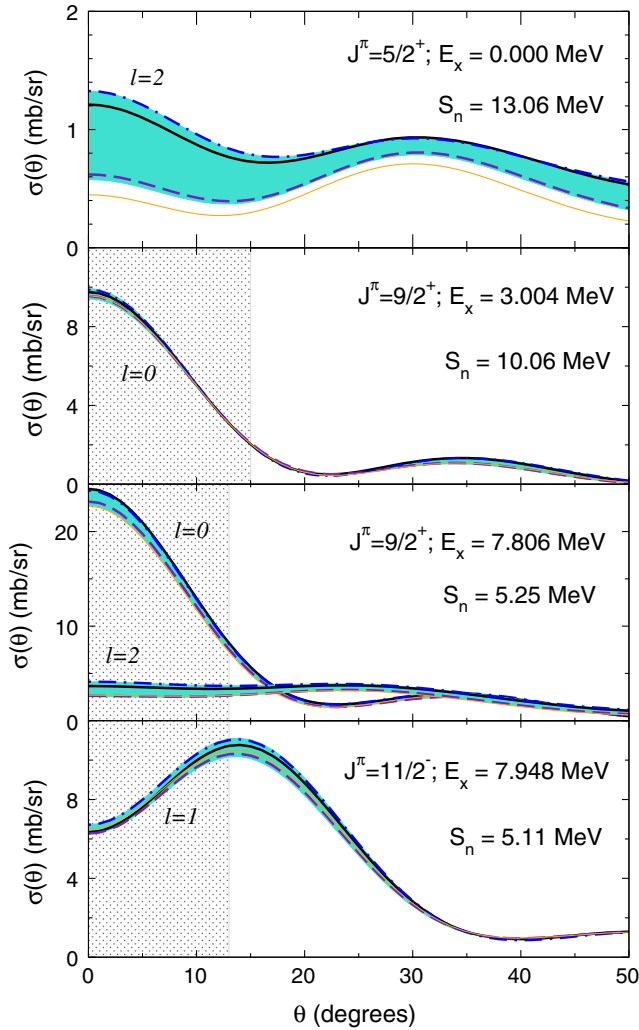 2
J^π=5/2^+; E_x = 0.000 MeV
l=2
S_n = 13.06 MeV
σ(θ) (mb/sr)
1
0
J^π=9/2^+; E_x = 3.004 MeV
8
σ(θ) (mb/sr)
l=0
S_n = 10.06 MeV
4
0
20
l=0
J^π=9/2^+; E_x = 7.806 MeV
σ(θ) (mb/sr)
S_n = 5.25 MeV
10
l=2
0
J^π=11/2^-; E_x = 7.948 MeV
8
σ(θ) (mb/sr)
l=1
S_n = 5.11 MeV
4
0
0 10 20 30 40 50
θ (degrees)